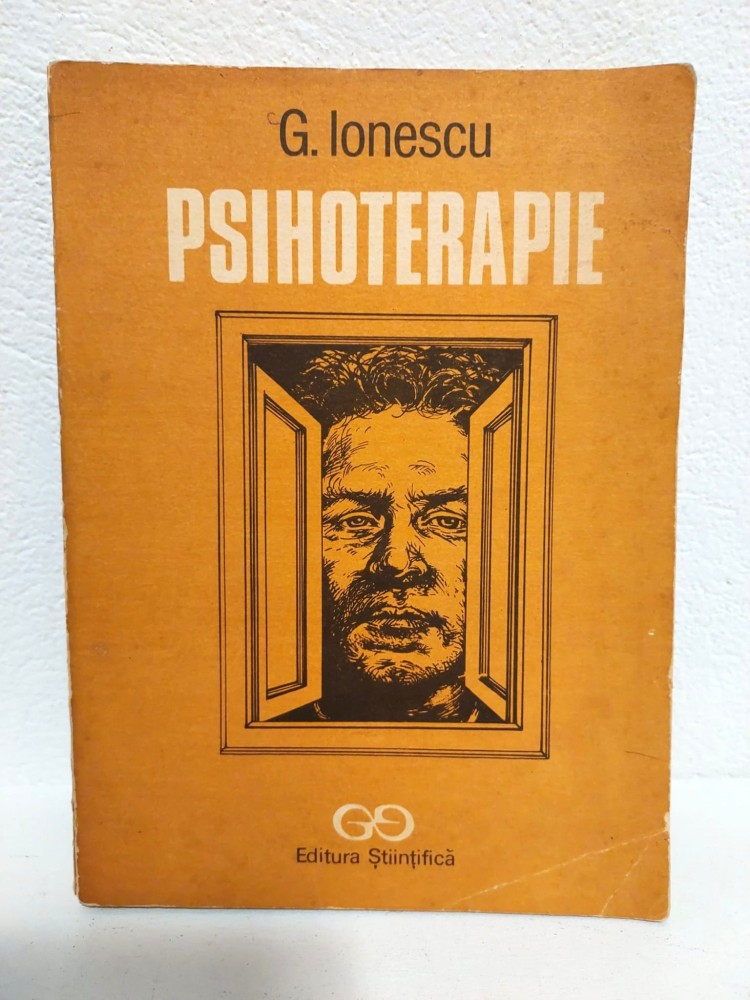 G. Ionescu
PSIHOTERAPIE
Editura Științifică